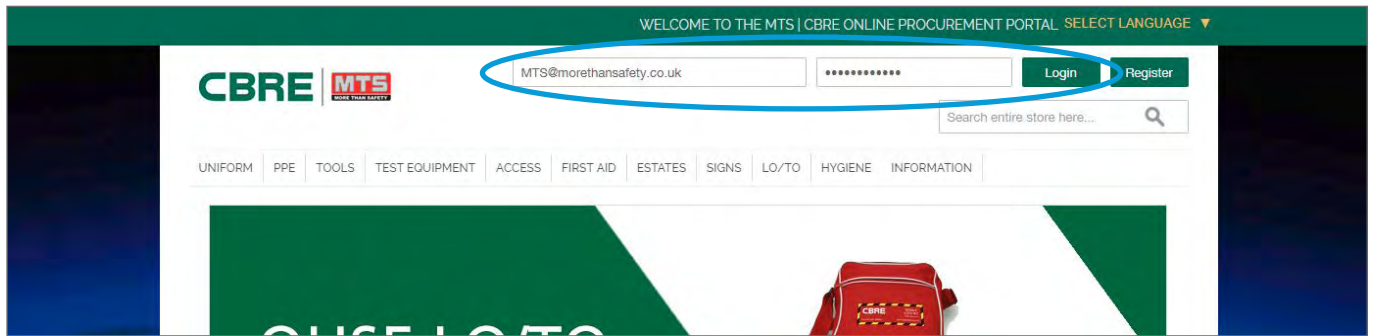 WELCOME TO THE MTS | CBRE ONLINE PROCUREMENT PORTAL SELECT LANGUAGE ▼
CBRE MTS
MORE THAN SAFETY
MTS@morethansafety.co.uk •••••••••••• Login Register
Search entire store here...
UNIFORM PPE TOOLS TEST EQUIPMENT ACCESS FIRST AID ESTATES SIGNS LO/TO HYGIENE INFORMATION
CBRE